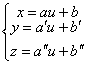 x = au + b
y = a'u + b'
z = a''u + b'''